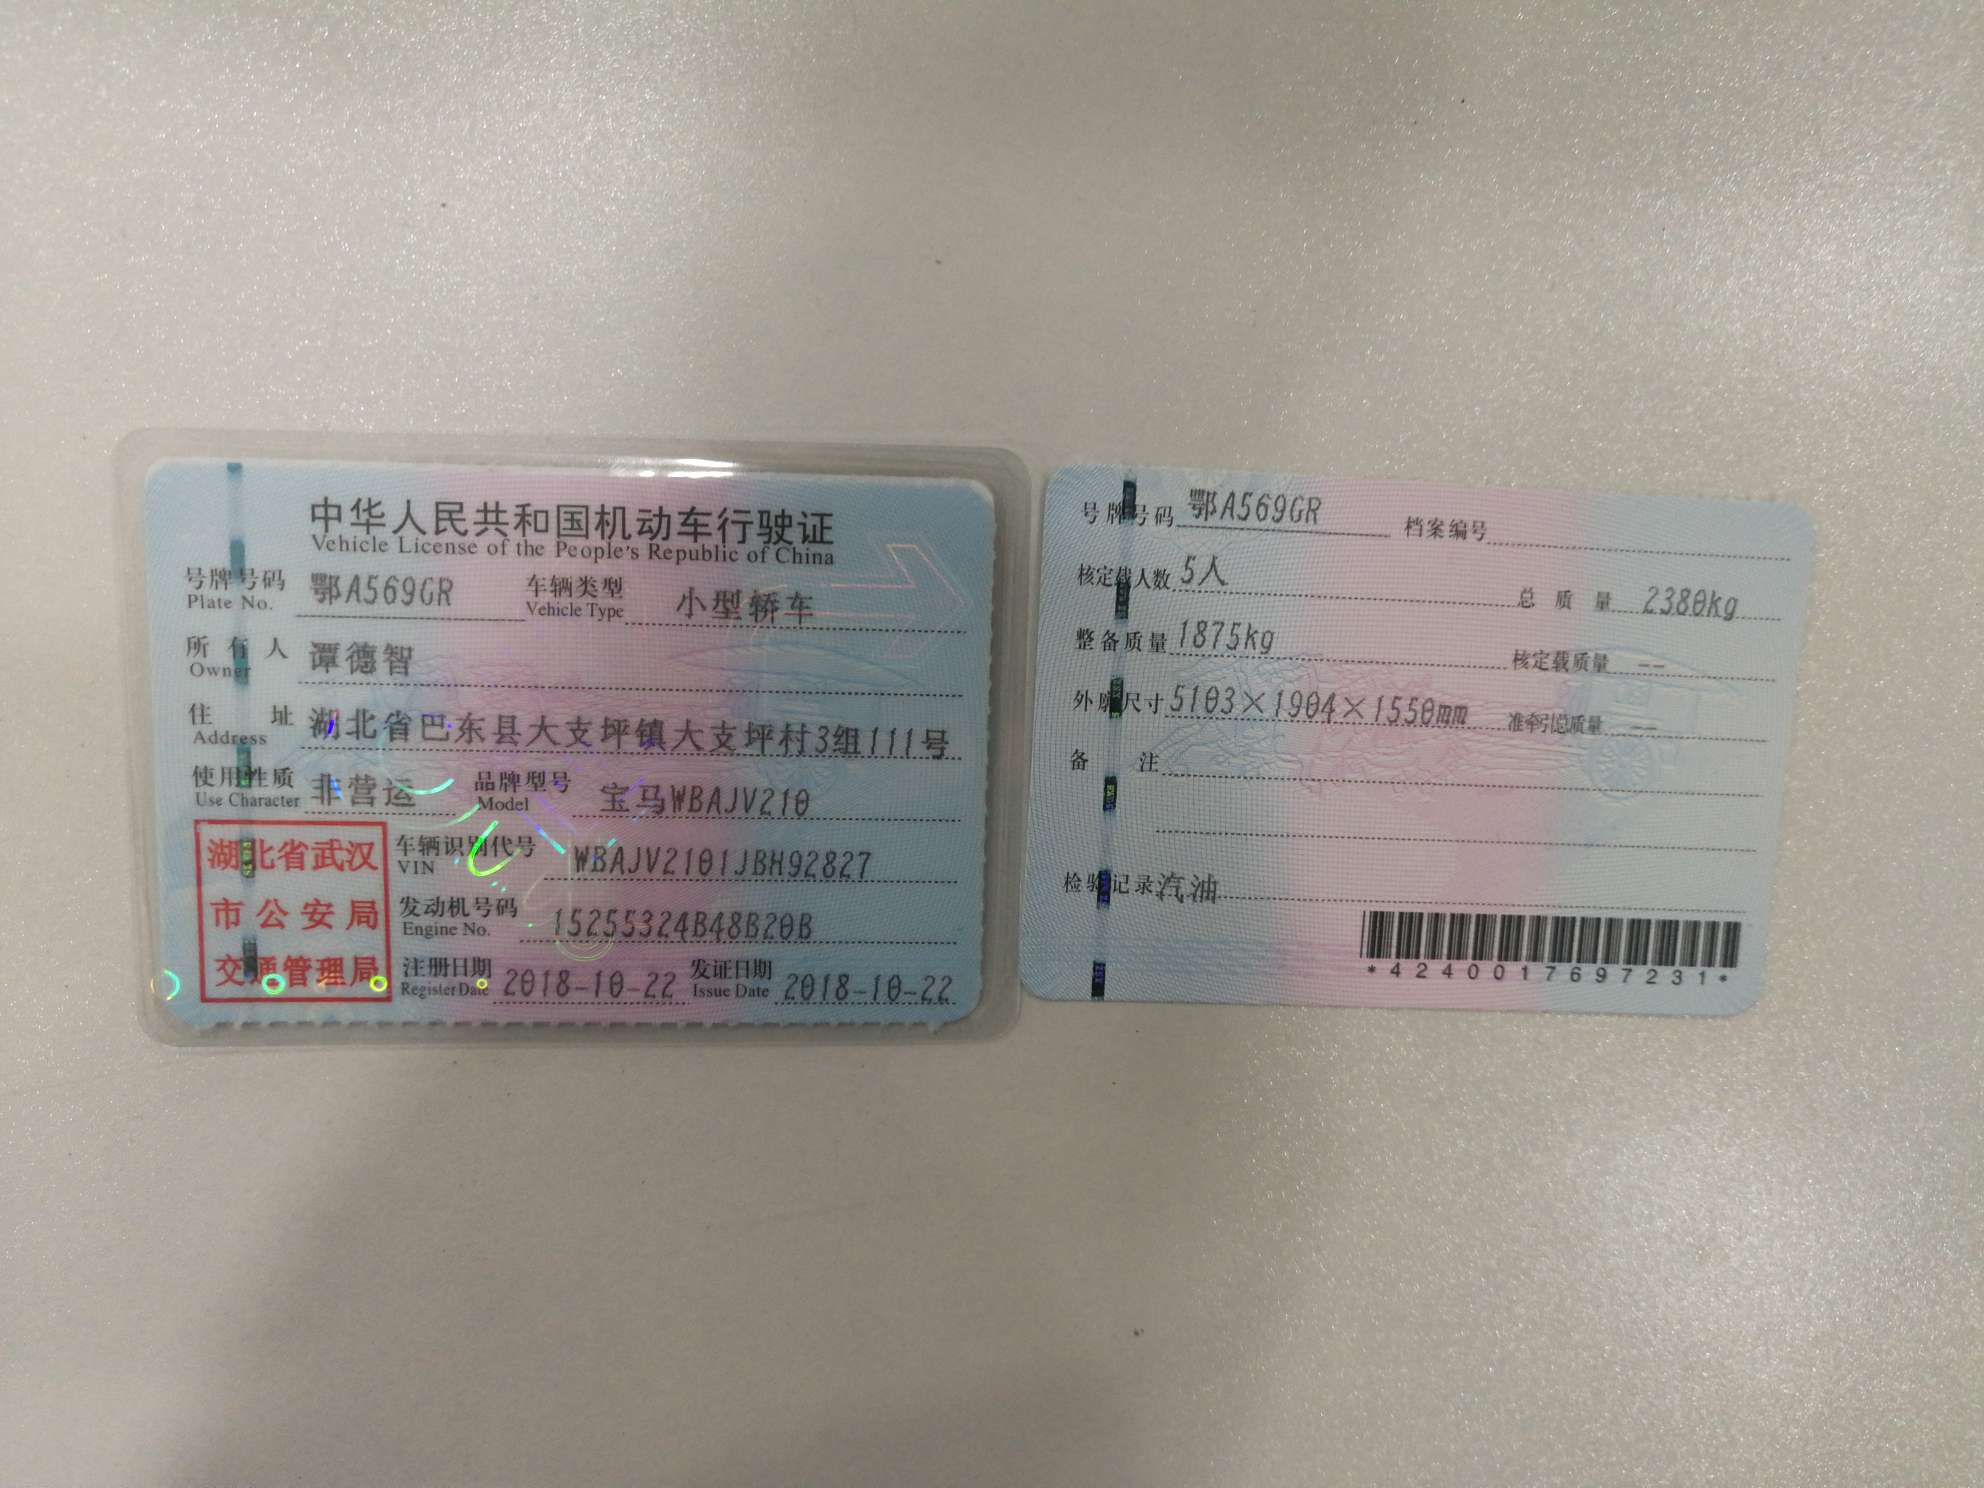 中华人民共和国机动车行驶证
Vehicle License of the People's Republic of China
号牌号码 鄂A569GR 车辆类型 小型轿车
Plate No. Vehicle Type
所有人 谭德智
Owner
住址 湖北省巴东县大支坪镇大支坪村3组111号
Address
使用性质 非营运 品牌型号 宝马WBAJV210
Use Character Model
湖北省武汉
市公安局
交通管理局
车辆识别代号 WBAJV2101JBH92827
VIN
发动机号码 15255324B48B20B
Engine No.
注册日期 2018-10-22 发证日期 2018-10-22
Register Date Issue Date
号牌号码 鄂A569GR 档案编号
核定载人数 5人 总质量 2380kg
整备质量 1875kg 核定载质量 --
外廓尺寸 5103×1904×1550mm 准牵引总质量 --
备注
检验记录 汽油
*4240017697231*